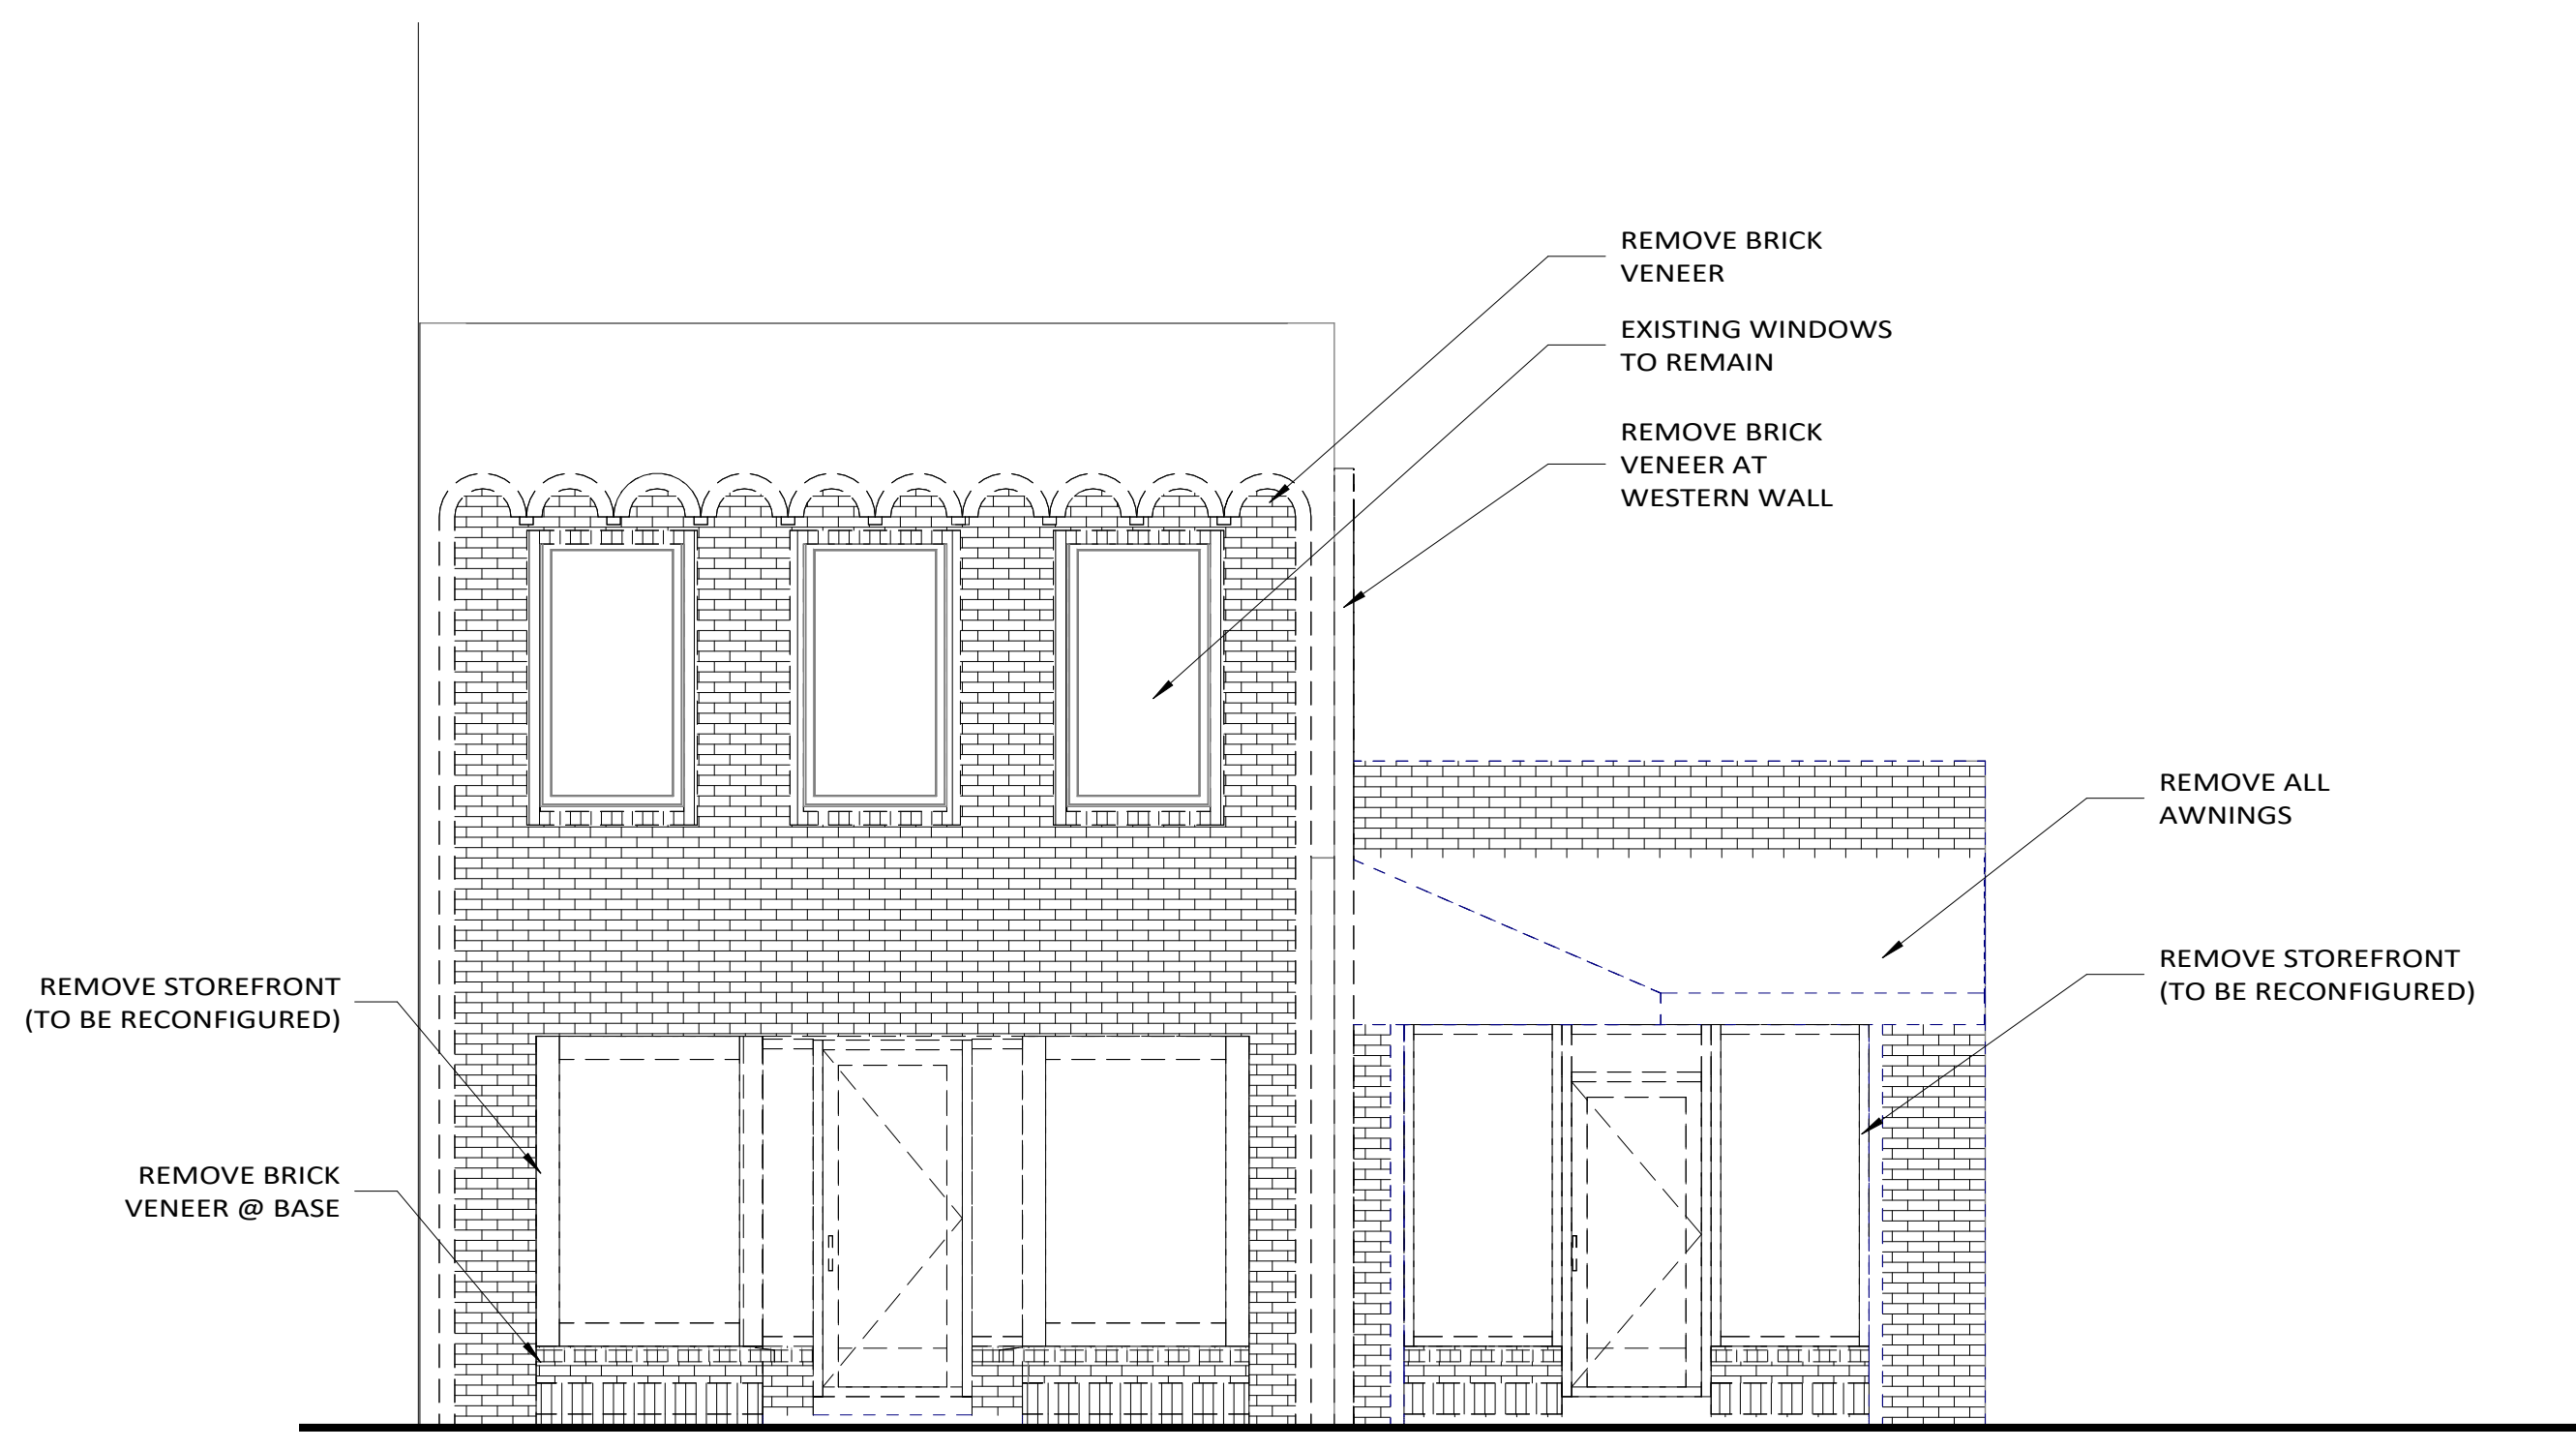 REMOVE BRICK
VENEER
EXISTING WINDOWS
TO REMAIN
REMOVE BRICK
VENEER AT
WESTERN WALL
REMOVE ALL
AWNINGS
REMOVE STOREFRONT
(TO BE RECONFIGURED)
REMOVE STOREFRONT
(TO BE RECONFIGURED)
REMOVE BRICK
VENEER @ BASE